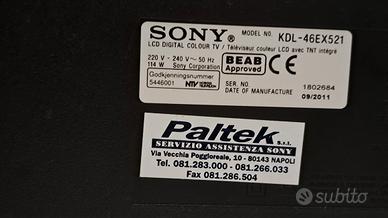 SONY
MODEL NO. KDL-46EX521
LCD DIGITAL COLOUR TV / Téléviseur couleur LCD avec TNT intégré
220 V - 240 V ~ 50 Hz
114 W Sony Corporation
BEAB
Approved
CE
Godkjenningsnummer
5446001
SERIAL NO.
1802684
DATE OF MANUFACTURE 09/2011
Paltek s.r.l.
SERVIZIO ASSISTENZA SONY
Via Vecchia Poggioreale, 10 - 80143 NAPOLI
Tel. 081.283.000 - 081.266.033
Fax 081.286.504
subito